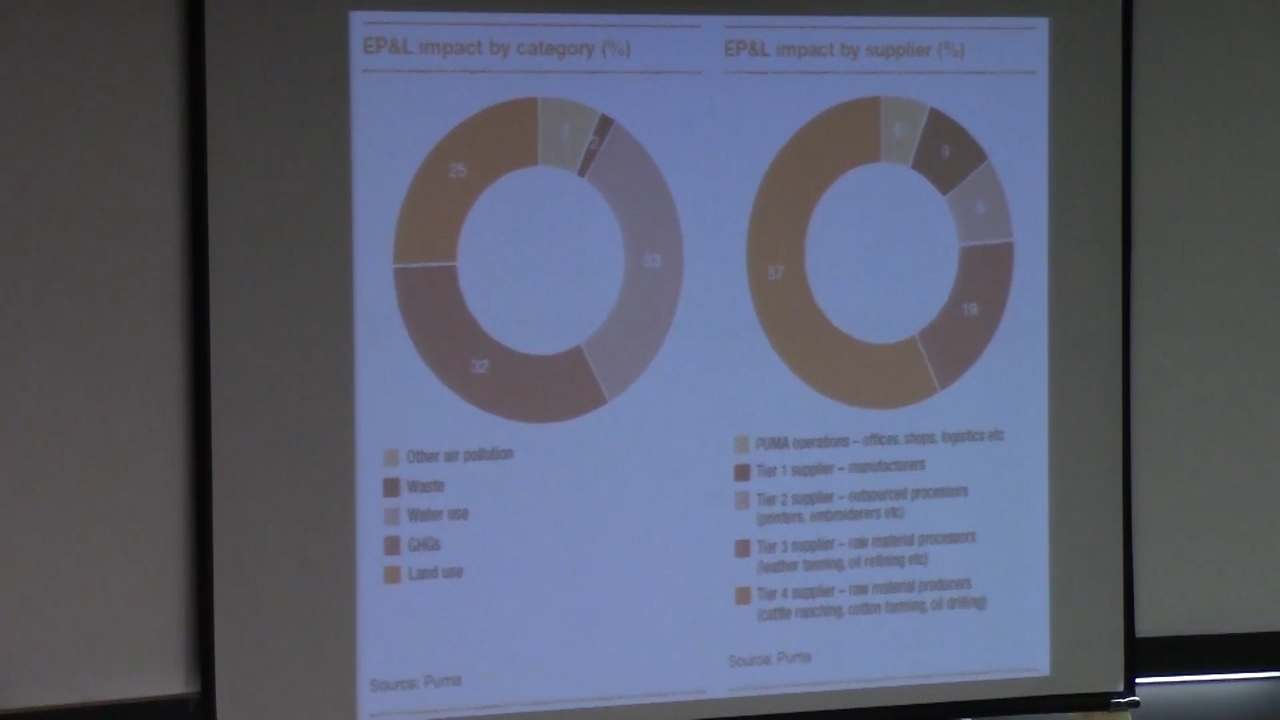 EP&L impact by category (%)
2
33
32
25
Other air pollution
Waste
Water use
GHGs
Land use
Source: Puma
EP&L impact by supplier (%)
9
19
57
PUMA operations – offices, shops, logistics etc
Tier 1 supplier – manufacturers
Tier 2 supplier – outsourced processors
(printers, embroiderers etc)
Tier 3 supplier – raw material processors
(leather tanning, oil refining etc)
Tier 4 supplier – raw material producers
(cattle ranching, cotton farming, oil drilling)
Source: Puma